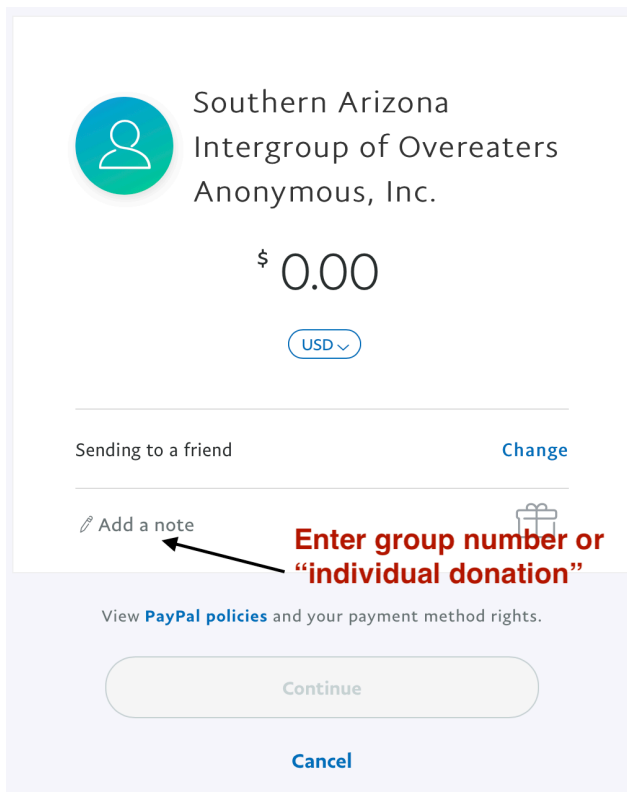 Southern Arizona
Intergroup of Overeaters
Anonymous, Inc.
$ 0.00
USD
Sending to a friend
Change
Add a note
Enter group number or
“individual donation”
View PayPal policies and your payment method rights.
Continue
Cancel